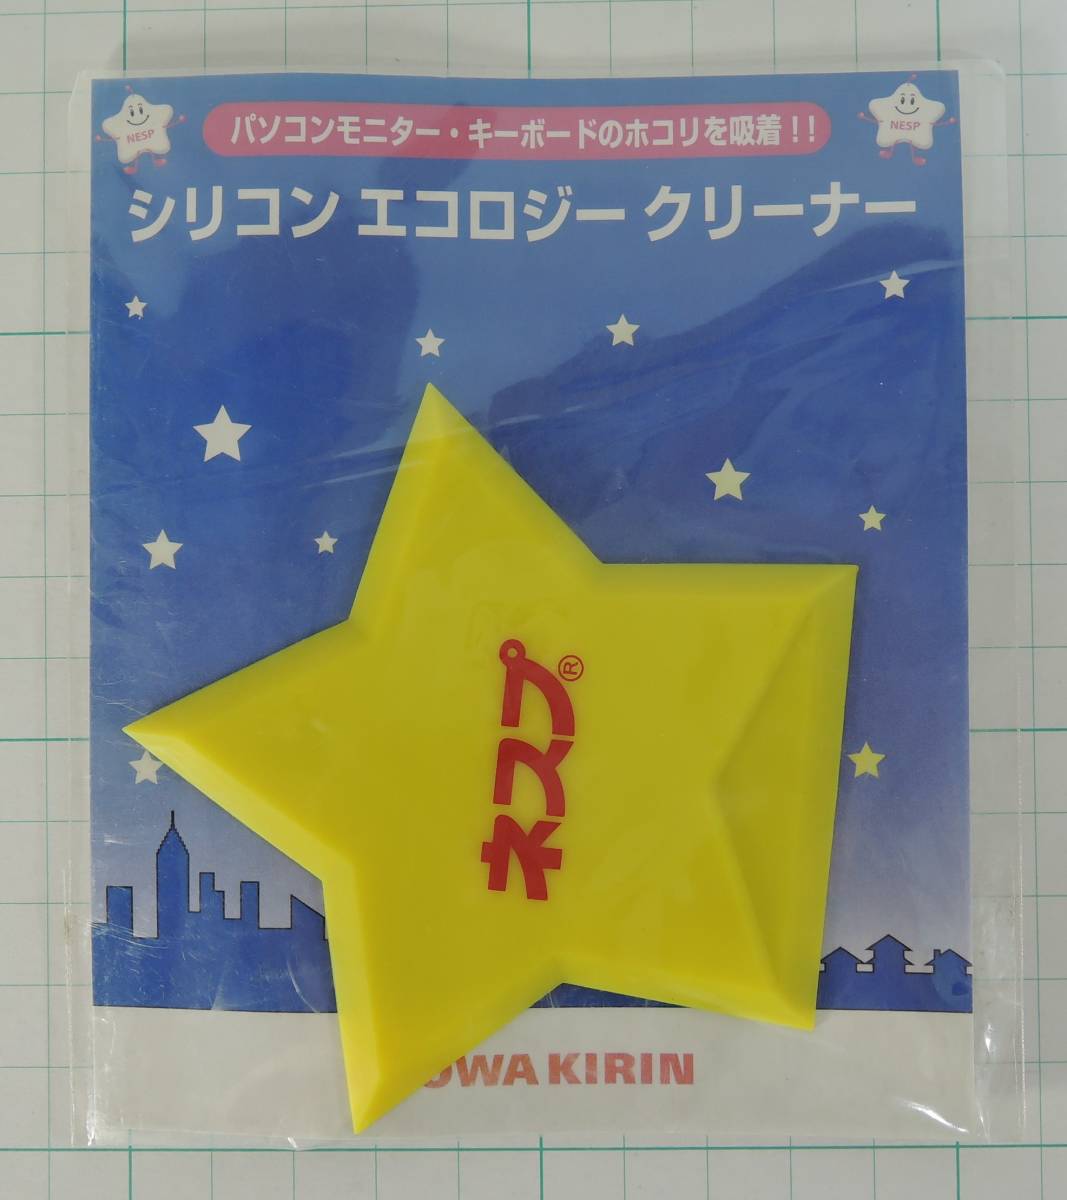 NESP
パソコンモニター・キーボードのホコリを吸着!!
NESP
シリコン エコロジー クリーナー
ネスプ®
OWA KIRIN